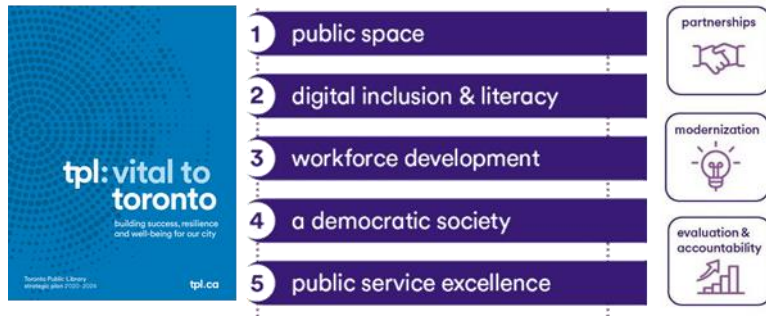 tpl: vital to
toronto
building success, resilience
and well-being for our city
Toronto Public Library
strategic plan 2020-2024
tpl.ca
1 public space
2 digital inclusion & literacy
3 workforce development
4 a democratic society
5 public service excellence
partnerships
modernization
evaluation &
accountability